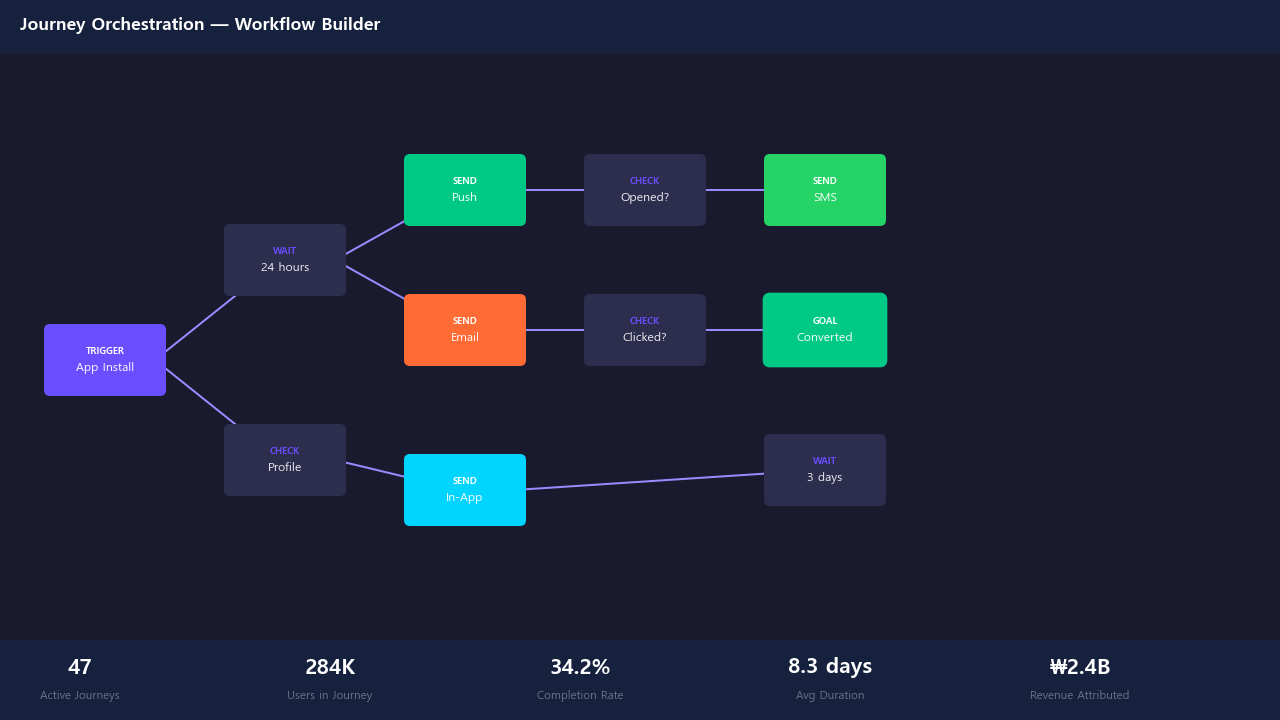 Journey Orchestration — Workflow Builder
SEND
Push
CHECK
Opened?
SEND
SMS
WAIT
24 hours
SEND
Email
CHECK
Clicked?
GOAL
Converted
TRIGGER
App Install
CHECK
Profile
SEND
In-App
WAIT
3 days
47
Active Journeys
284K
Users in Journey
34.2%
Completion Rate
8.3 days
Avg Duration
₩2.4B
Revenue Attributed